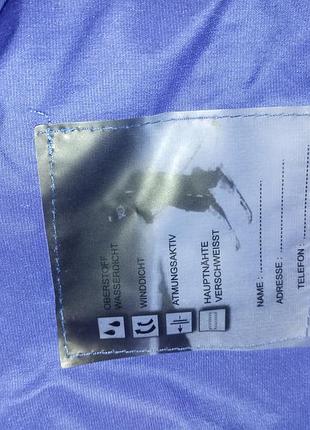 OBERSTOFF
WASSERDICHT
WINDDICHT
ATMUNGSAKTIV
HAUPTNÄHTE
VERSCHWEISST
NAME :
ADRESSE :
TELEFON :